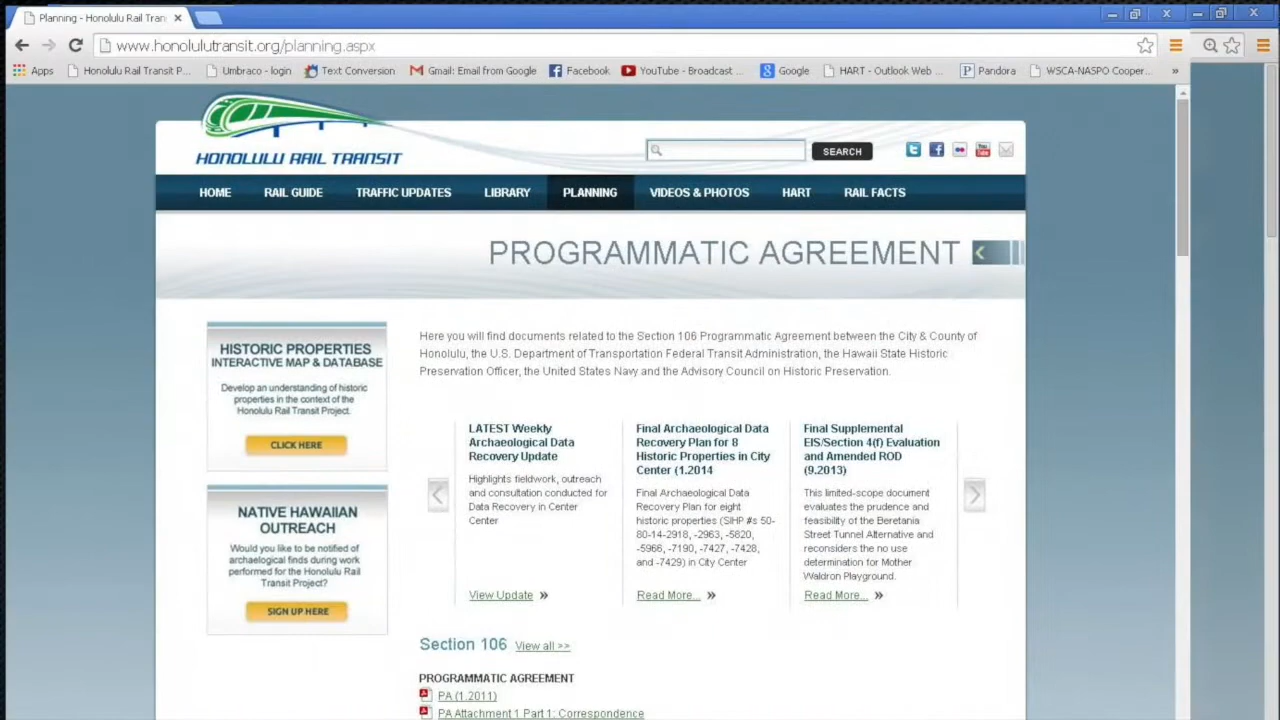 Planning - Honolulu Rail Tran
www.honolulutransit.org/planning.aspx
Apps Honolulu Rail Transit P... Umbraco - login Text Conversion Gmail: Email from Google Facebook YouTube - Broadcast ... Google HART - Outlook Web ... Pandora WSCA-NASPO Cooper... »
HONOLULU RAIL TRANSIT
SEARCH
HOME RAIL GUIDE TRAFFIC UPDATES LIBRARY PLANNING VIDEOS & PHOTOS HART RAIL FACTS
PROGRAMMATIC AGREEMENT
HISTORIC PROPERTIES
INTERACTIVE MAP & DATABASE
Develop an understanding of historic
properties in the context of the
Honolulu Rail Transit Project.
CLICK HERE
NATIVE HAWAIIAN
OUTREACH
Would you like to be notified of
archaeological finds during work
performed for the Honolulu Rail
Transit Project?
SIGN UP HERE
Here you will find documents related to the Section 106 Programmatic Agreement between the City & County of
Honolulu, the U.S. Department of Transportation Federal Transit Administration, the Hawaii State Historic
Preservation Officer, the United States Navy and the Advisory Council on Historic Preservation.
LATEST Weekly
Archaeological Data
Recovery Update
Highlights fieldwork, outreach
and consultation conducted for
Data Recovery in Center
Center
View Update »
Final Archaeological Data
Recovery Plan for 8
Historic Properties in City
Center (1.2014
Final Archaeological Data
Recovery Plan for eight
historic properties (SIHP #s 50-
80-14-2918, -2963, -5820,
-5966, -7190, -7427, -7428,
and -7429) in City Center
Read More... »
Final Supplemental
EIS/Section 4(f) Evaluation
and Amended ROD
(9.2013)
This limited-scope document
evaluates the prudence and
feasibility of the Beretania
Street Tunnel Alternative and
reconsiders the no use
determination for Mother
Waldron Playground.
Read More... »
Section 106 View all >>
PROGRAMMATIC AGREEMENT
PA (1.2011)
PA Attachment 1 Part 1: Correspondence